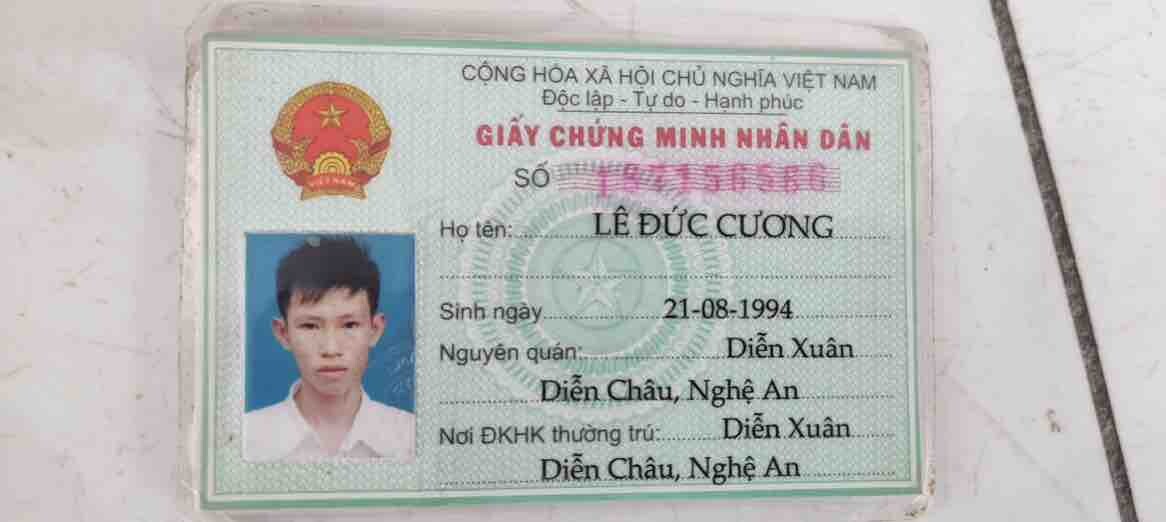 CỘNG HÒA XÃ HỘI CHỦ NGHĨA VIỆT NAM
Độc lập - Tự do - Hạnh phúc
GIẤY CHỨNG MINH NHÂN DÂN
SỐ
VIỆT NAM
Họ tên: LÊ ĐỨC CƯƠNG
Sinh ngày 21-08-1994
Nguyên quán: Diễn Xuân
Diễn Châu, Nghệ An
Nơi ĐKHK thường trú: Diễn Xuân
Diễn Châu, Nghệ An